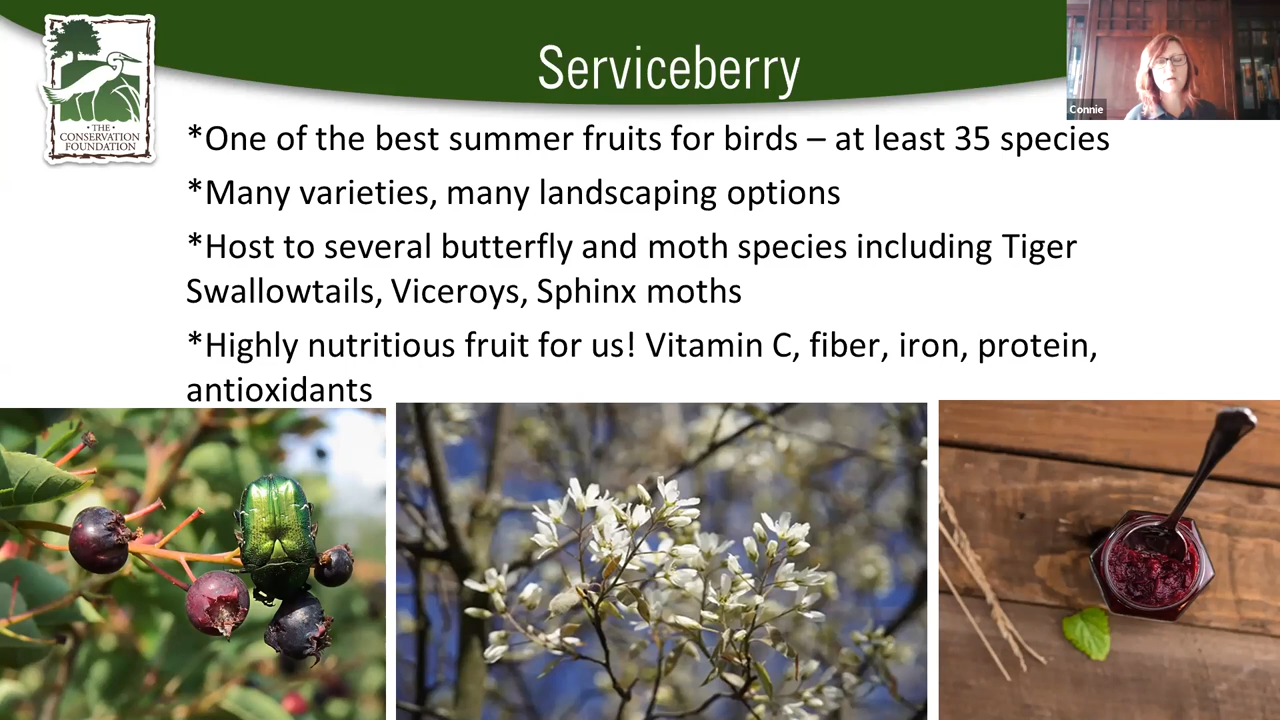 Serviceberry
Connie
• THE •
CONSERVATION
FOUNDATION
*One of the best summer fruits for birds – at least 35 species
*Many varieties, many landscaping options
*Host to several butterfly and moth species including Tiger
Swallowtails, Viceroys, Sphinx moths
*Highly nutritious fruit for us! Vitamin C, fiber, iron, protein,
antioxidants